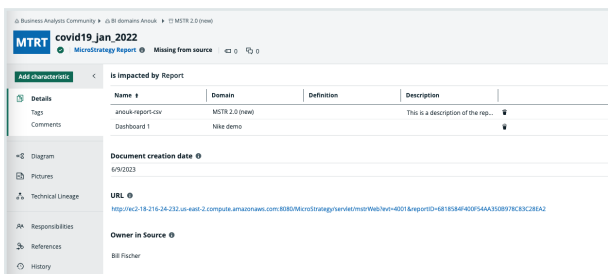 Business Analysts Community ▸ BI domains Anouk ▸ MSTR 2.0 (new)
MTRT
covid19_jan_2022
MicroStrategy Report Missing from source 0 0
Add characteristic <
Details
Tags
Comments
Diagram
Pictures
Technical Lineage
Responsibilities
References
History
is impacted by Report
Name ↑ Domain Definition Description
anouk-report-csv MSTR 2.0 (new) This is a description of the rep...
Dashboard 1 Nike demo
Document creation date
6/9/2023
URL
http://ec2-18-216-24-232.us-east-2.compute.amazonaws.com:8080/MicroStrategy/servlet/mstrWeb?evt=4001&reportID=6818584F400F54AA350B978C83C28EA2
Owner in Source
Bill Fischer